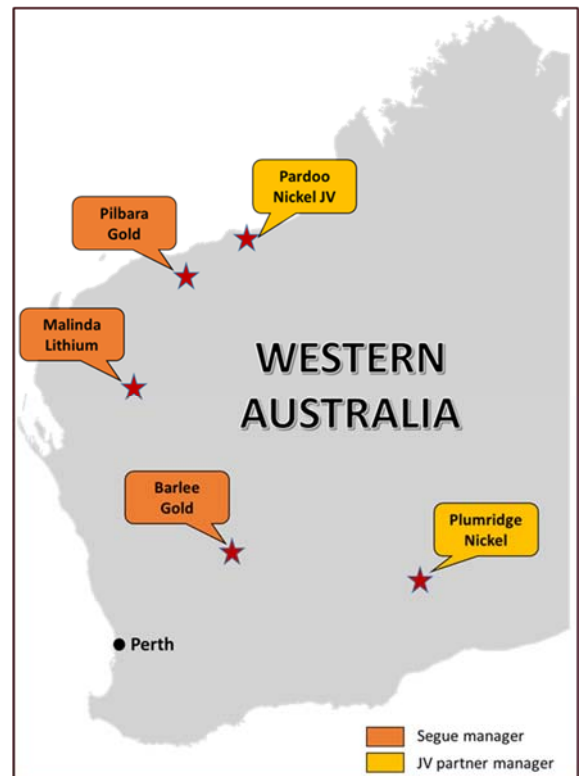 Pardoo
Nickel JV
Pilbara
Gold
Malinda
Lithium
WESTERN
AUSTRALIA
Barlee
Gold
Plumridge
Nickel
Perth
Segue manager
JV partner manager